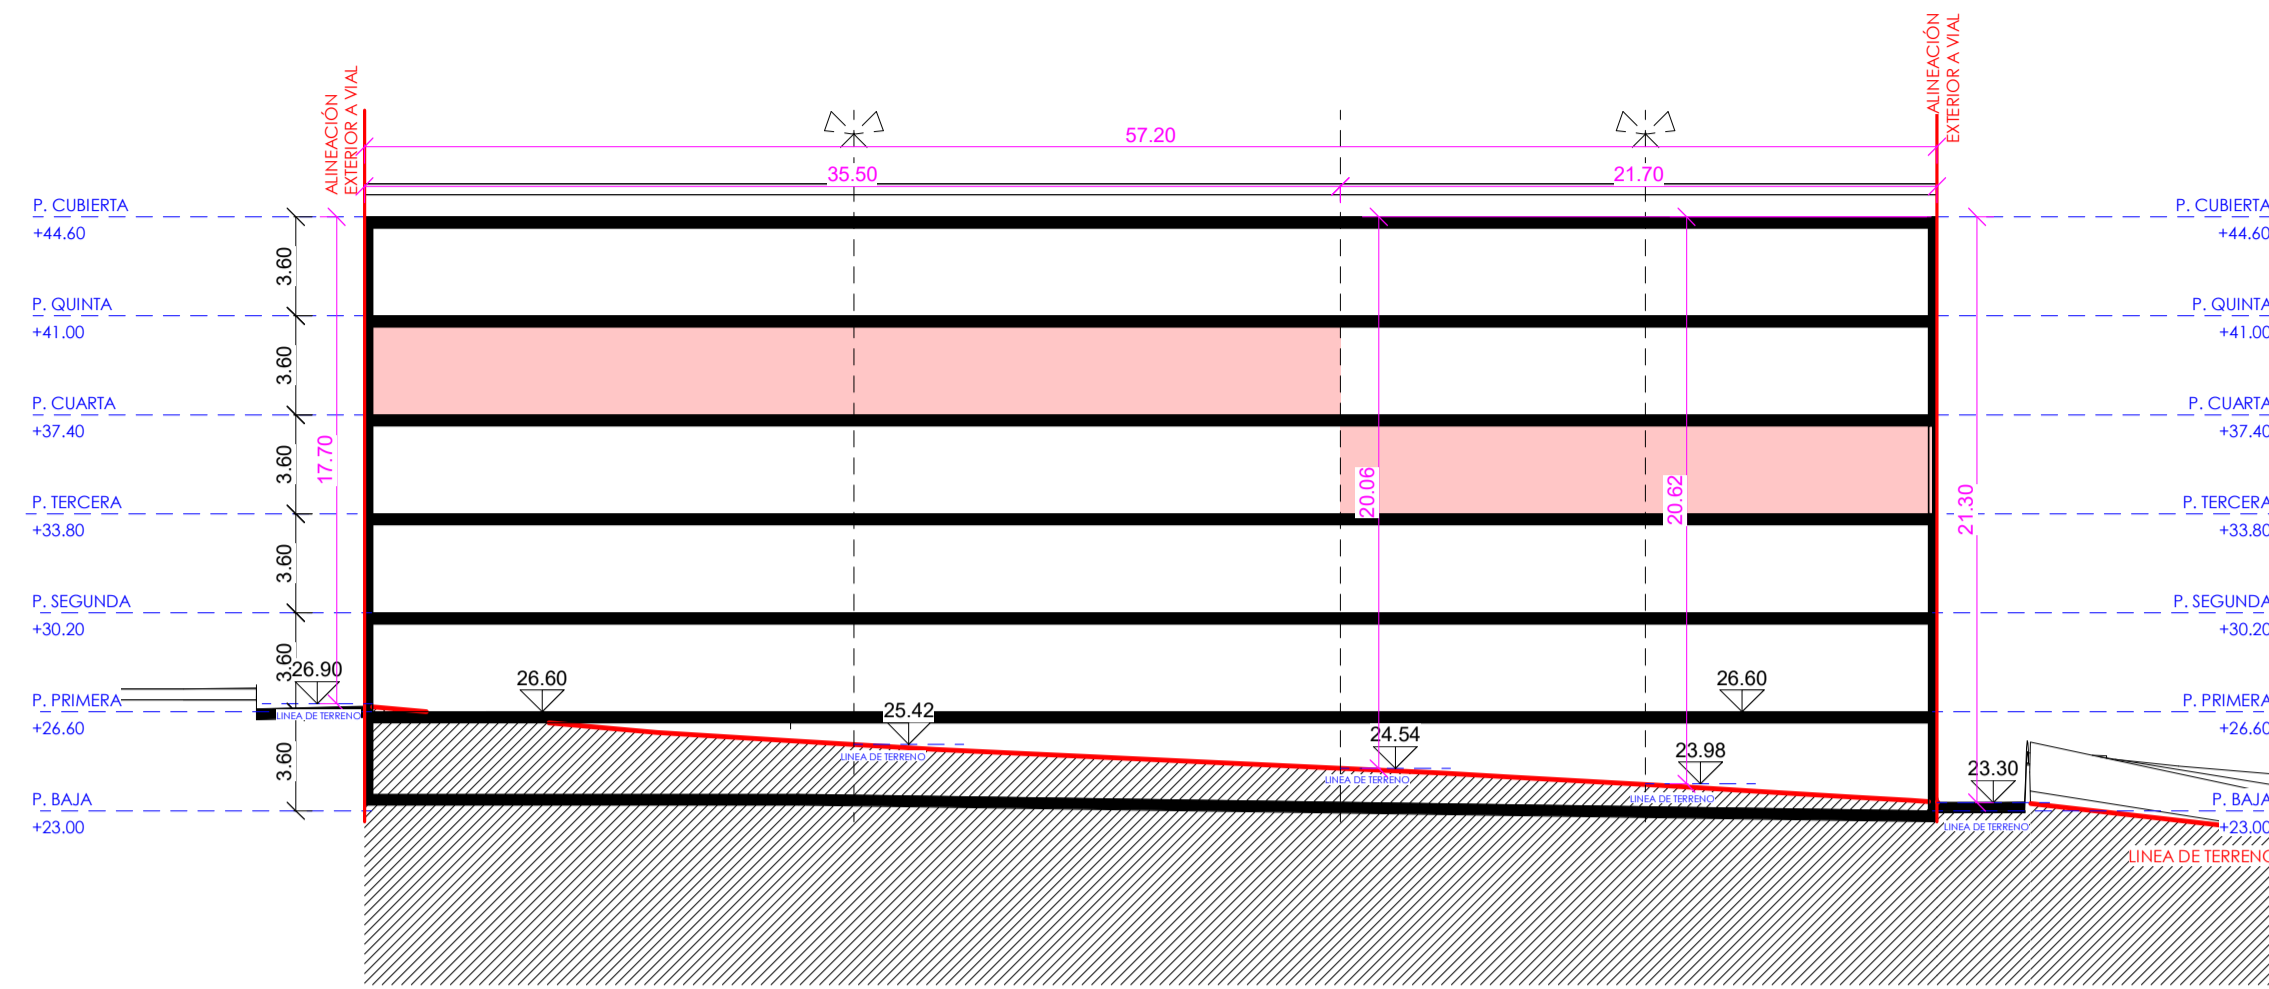 ALINEACIÓN
EXTERIOR A VIAL
ALINEACIÓN
EXTERIOR A VIAL
57.20
35.50
21.70
P. CUBIERTA
+44.60
P. CUBIERTA
+44.60
3.60
P. QUINTA
+41.00
P. QUINTA
+41.00
3.60
P. CUARTA
+37.40
P. CUARTA
+37.40
3.60
17.70
20.06
20.62
21.30
P. TERCERA
+33.80
P. TERCERA
+33.80
3.60
P. SEGUNDA
+30.20
P. SEGUNDA
+30.20
3.60
26.90
26.60
26.60
P. PRIMERA
+26.60
LINEA DE TERRENO
25.42
LINEA DE TERRENO
P. PRIMERA
+26.60
3.60
24.54
LINEA DE TERRENO
23.98
LINEA DE TERRENO
23.30
P. BAJA
+23.00
P. BAJA
+23.00
LINEA DE TERRENO
LINEA DE TERRENO